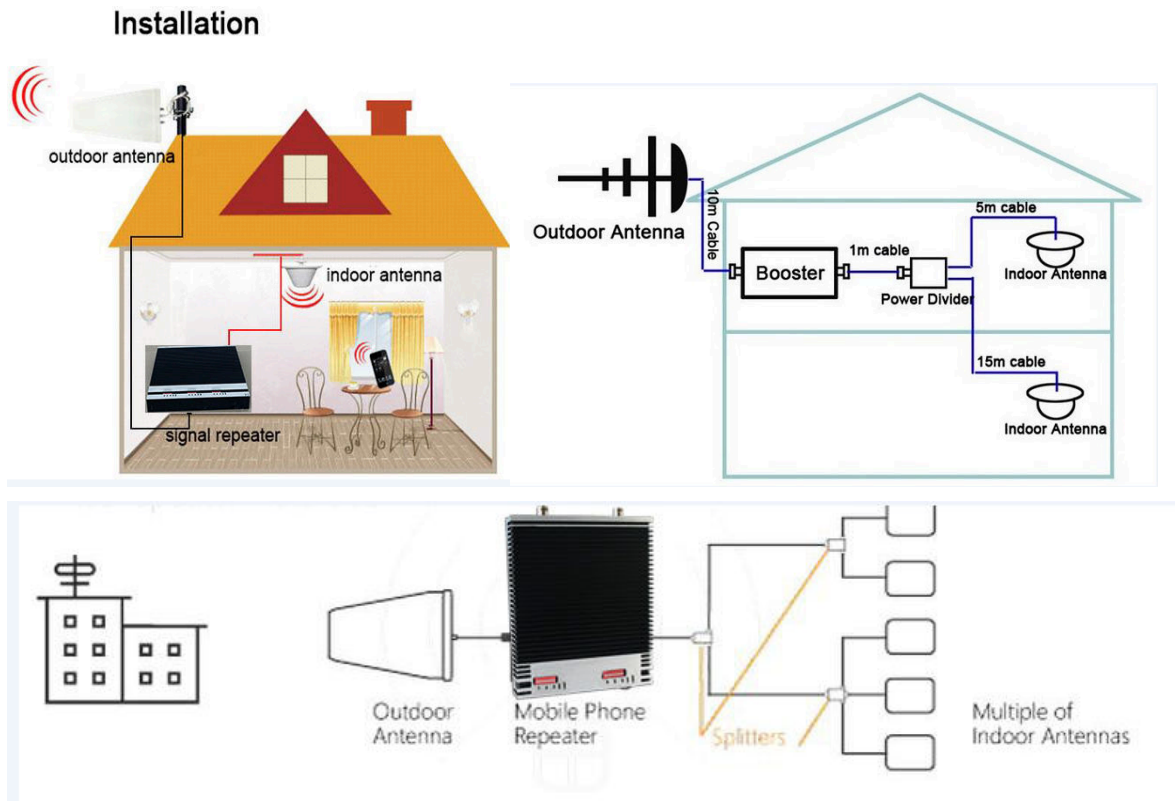 Installation
outdoor antenna
indoor antenna
signal repeater
Outdoor Antenna
10m Cable
Booster
1m cable
Power Divider
5m cable
Indoor Antenna
15m cable
Indoor Antenna
Outdoor
Antenna
Mobile Phone
Repeater
Splitters
Multiple of
Indoor Antennas